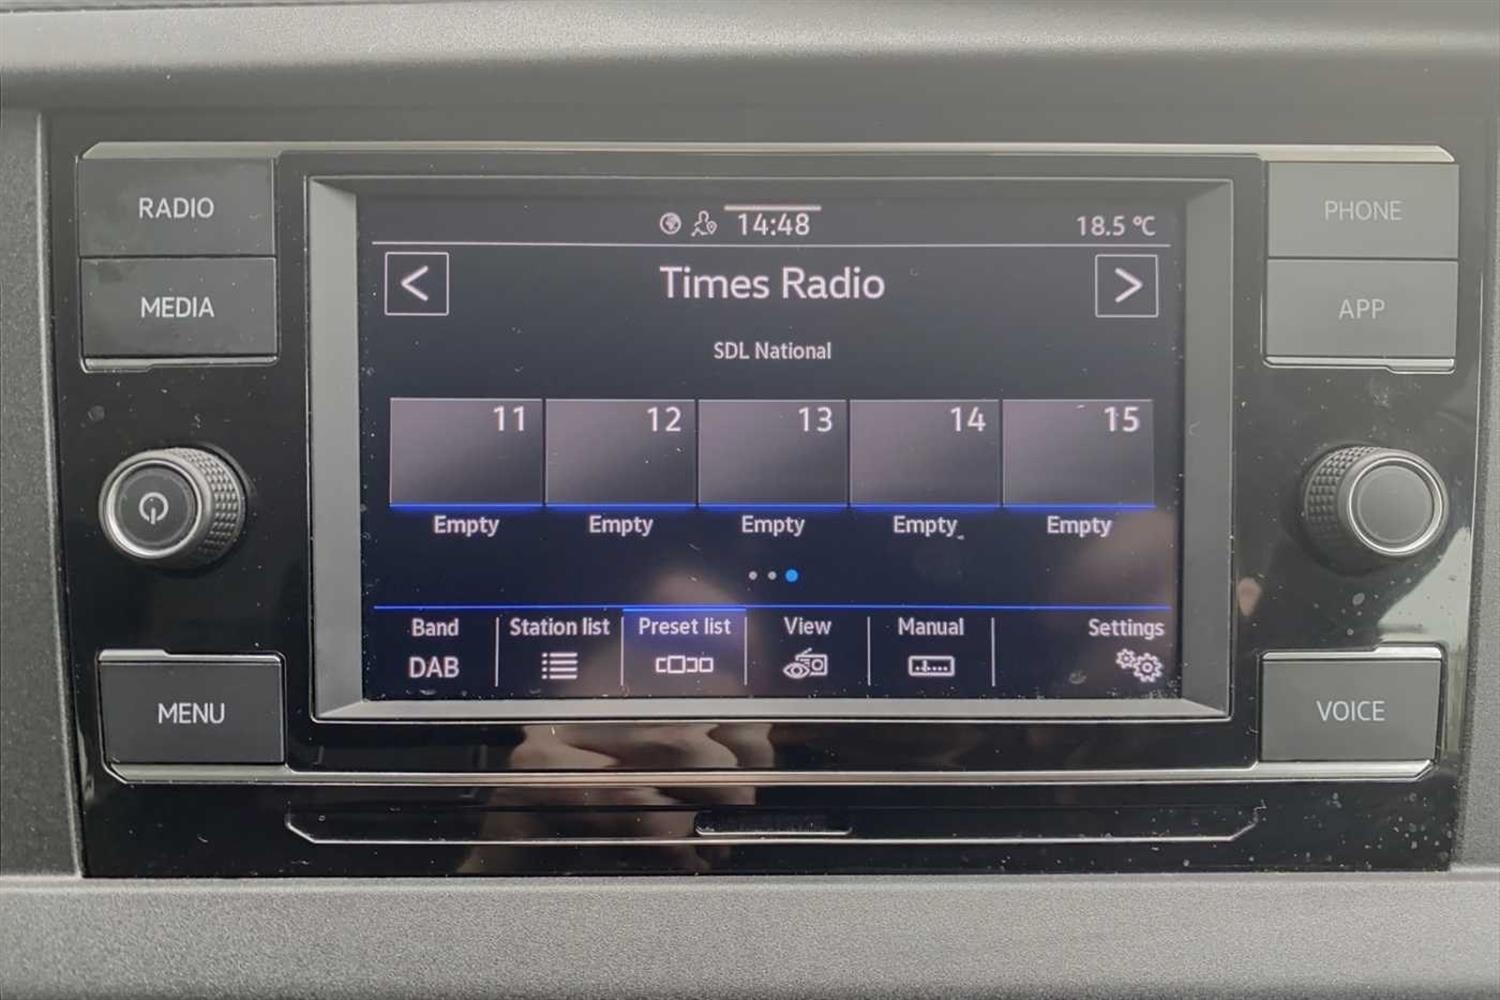 RADIO
MEDIA
MENU
14:48
18.5 °C
<
Times Radio
>
SDL National
11 12 13 14 15
Empty Empty Empty Empty Empty
Band Station list Preset list View Manual Settings
DAB
PHONE
APP
VOICE